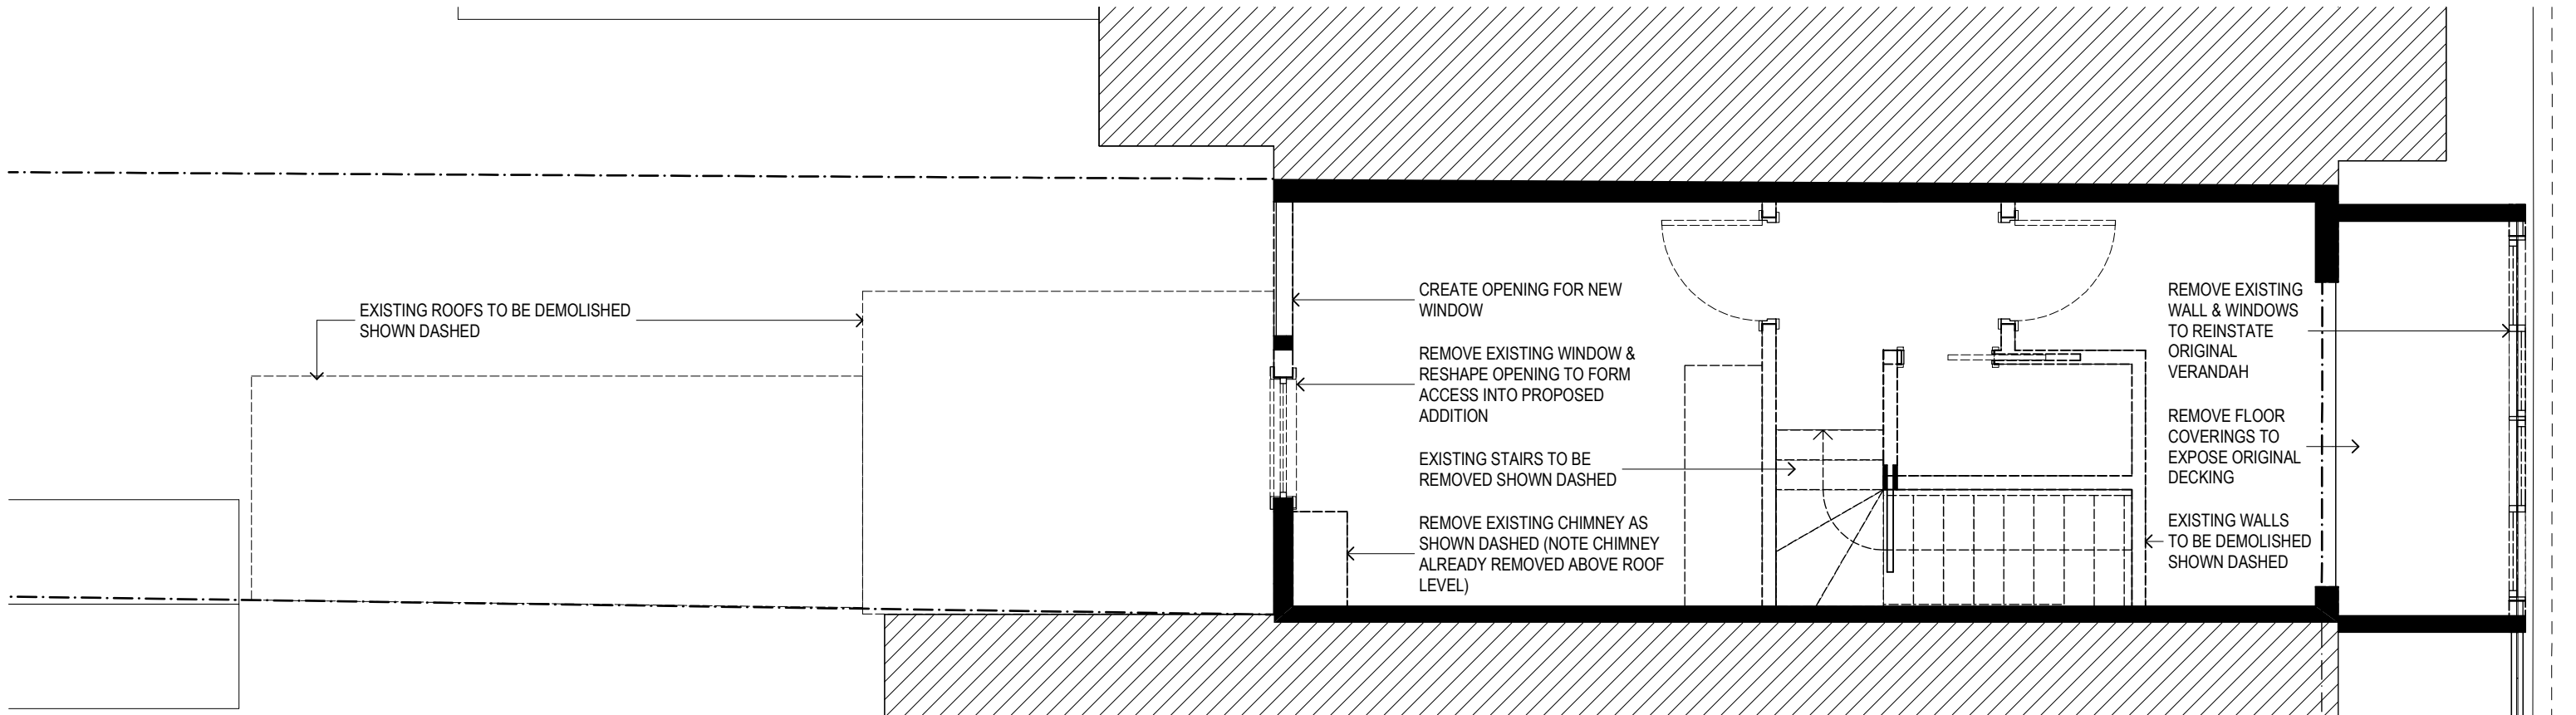 EXISTING ROOFS TO BE DEMOLISHED
SHOWN DASHED
CREATE OPENING FOR NEW
WINDOW
REMOVE EXISTING WINDOW &
RESHAPE OPENING TO FORM
ACCESS INTO PROPOSED
ADDITION
EXISTING STAIRS TO BE
REMOVED SHOWN DASHED
REMOVE EXISTING CHIMNEY AS
SHOWN DASHED (NOTE CHIMNEY
ALREADY REMOVED ABOVE ROOF
LEVEL)
REMOVE EXISTING
WALL & WINDOWS
TO REINSTATE
ORIGINAL
VERANDAH
REMOVE FLOOR
COVERINGS TO
EXPOSE ORIGINAL
DECKING
EXISTING WALLS
TO BE DEMOLISHED
SHOWN DASHED